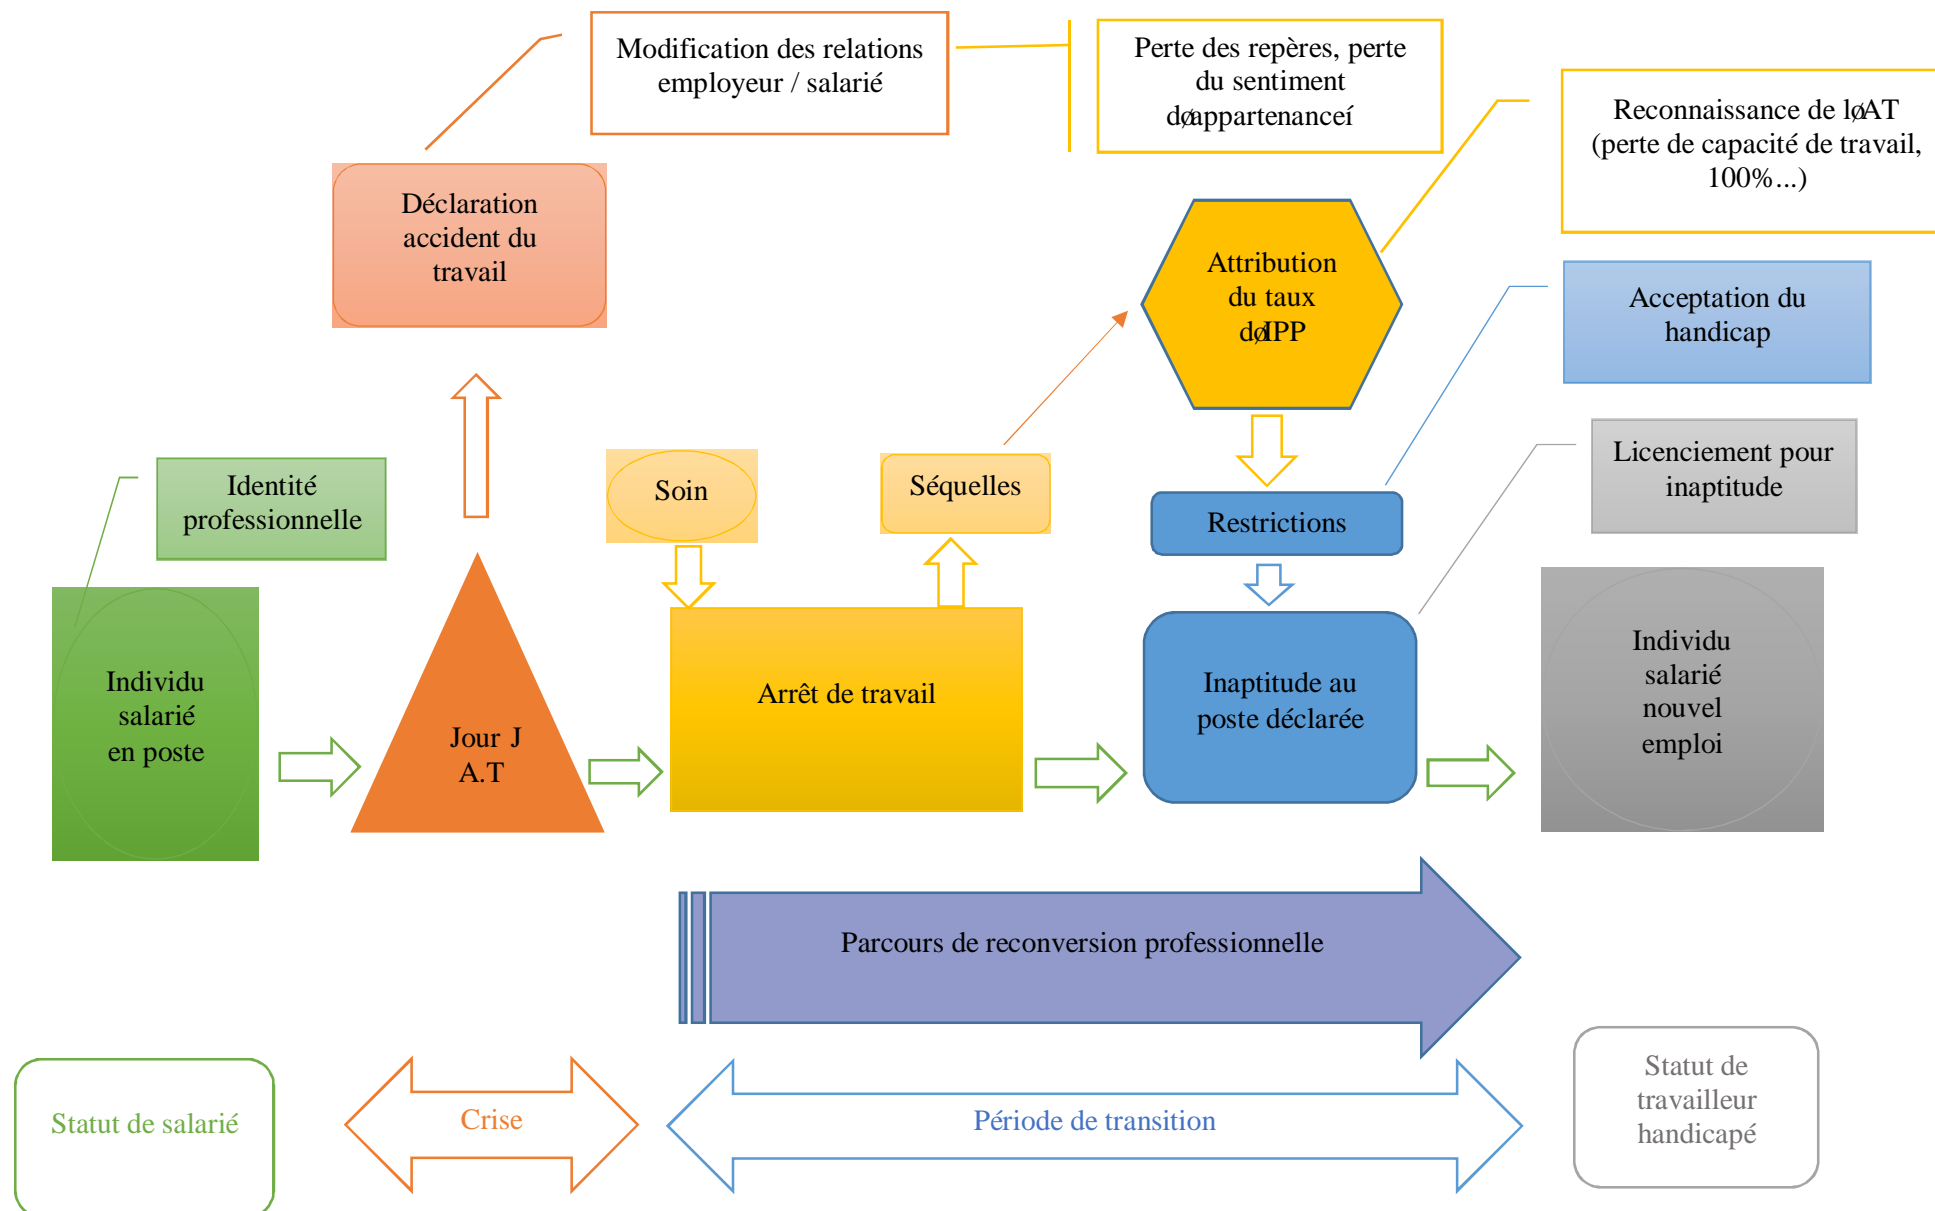 Modification des relations
employeur / salarié
Perte des repères, perte
du sentiment
døappartenanceí
Reconnaissance de løAT
(perte de capacité de travail,
100%...)
Déclaration
accident du
travail
Attribution
du taux
døIPP
Acceptation du
handicap
Identité
professionnelle
Soin
Séquelles
Restrictions
Licenciement pour
inaptitude
Individu
salarié
en poste
Jour J
A.T
Arrêt de travail
Inaptitude au
poste déclarée
Individu
salarié
nouvel
emploi
Parcours de reconversion professionnelle
Statut de salarié
Crise
Période de transition
Statut de
travailleur
handicapé